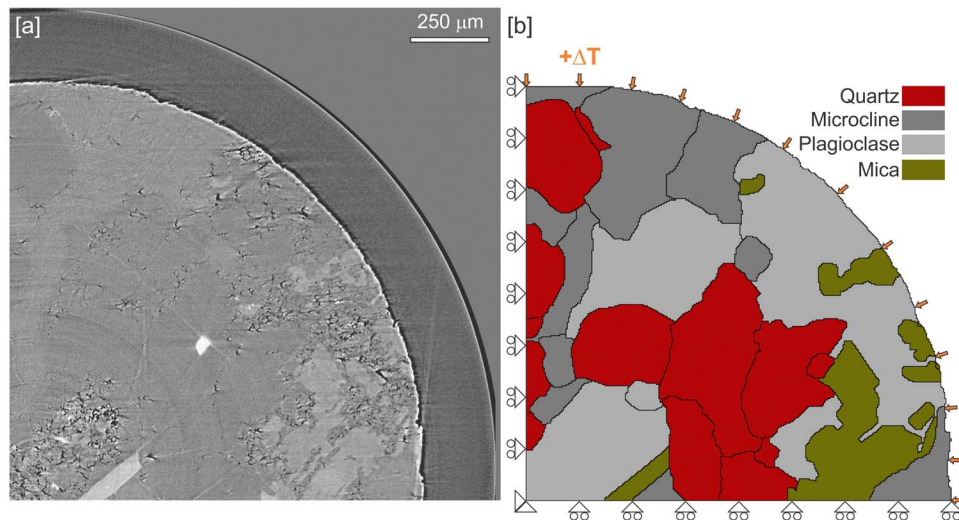 [a]
250 μm
[b]
+ΔT
Quartz
Microcline
Plagioclase
Mica